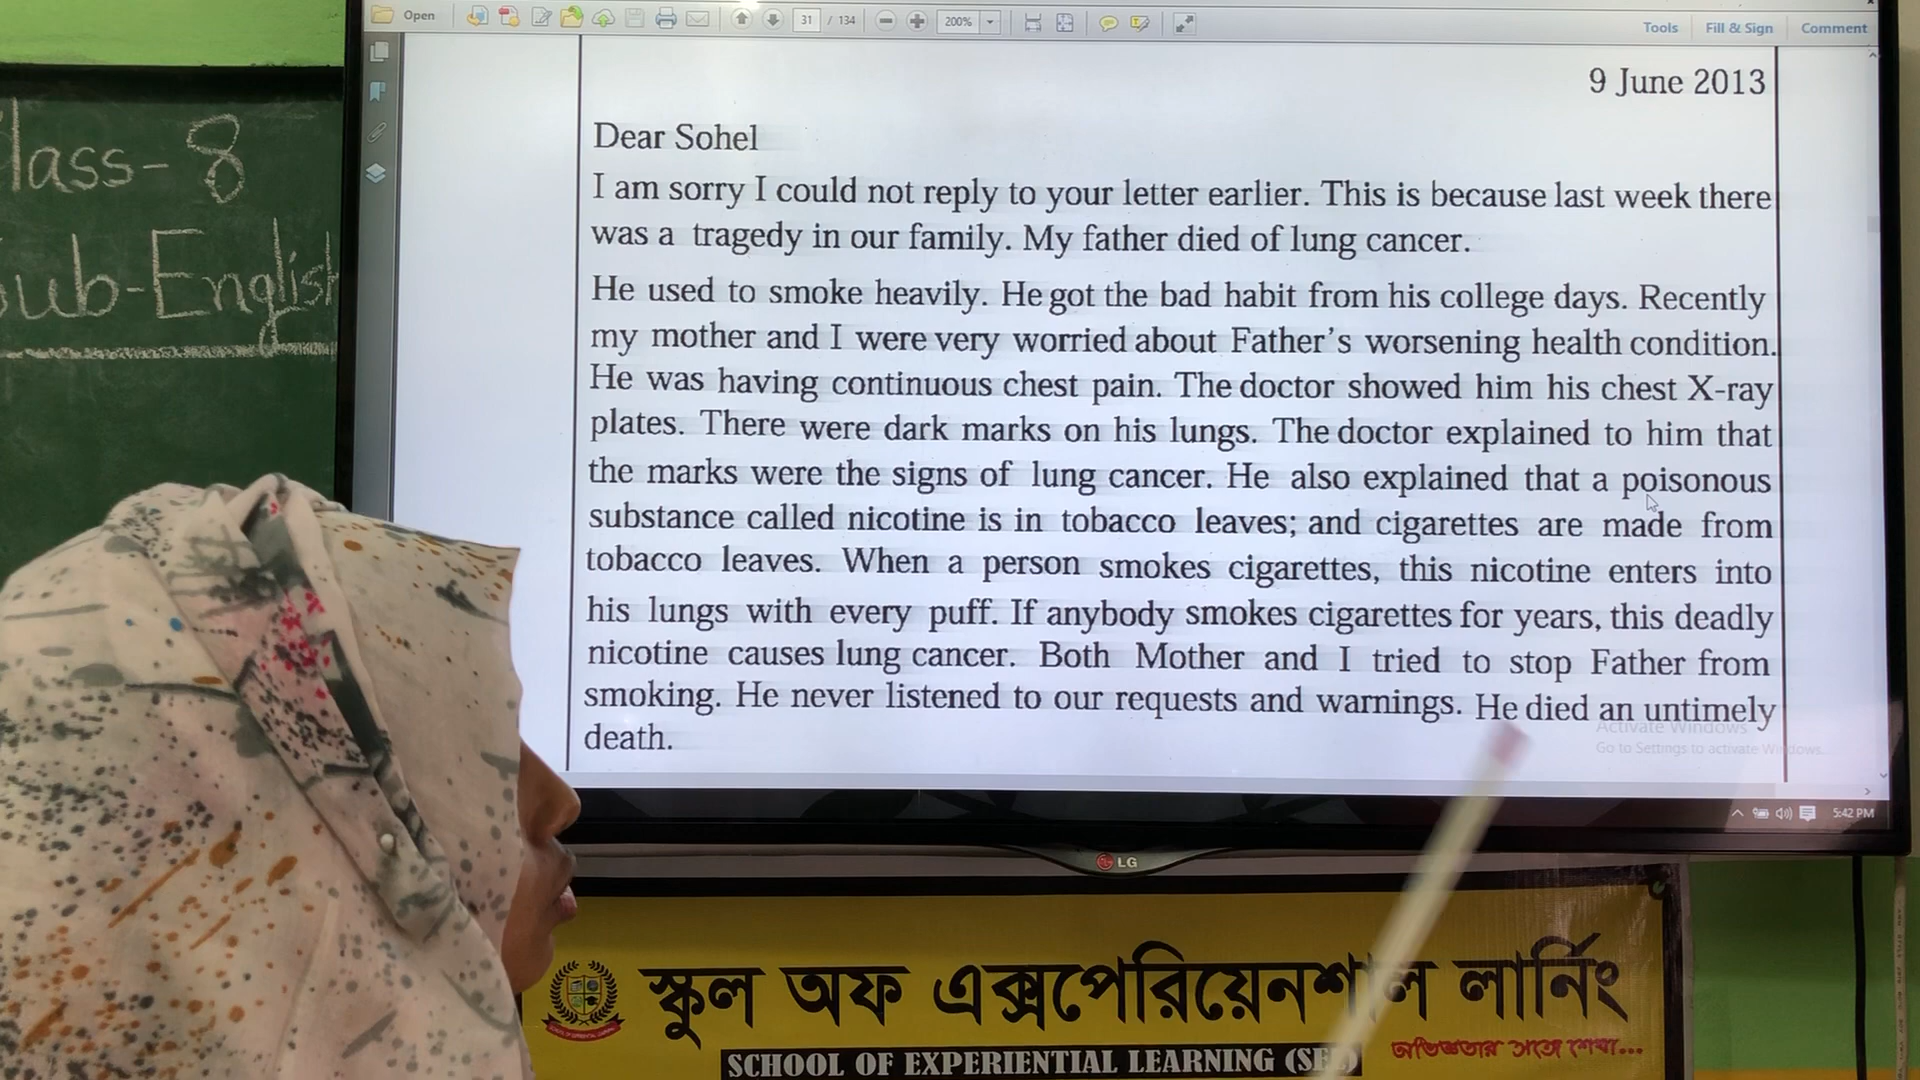 Class-8
Sub-English
Open
31 / 134
200%
Tools
Fill & Sign
Comment
9 June 2013
Dear Sohel
I am sorry I could not reply to your letter earlier. This is because last week there
was a tragedy in our family. My father died of lung cancer.
He used to smoke heavily. He got the bad habit from his college days. Recently
my mother and I were very worried about Father's worsening health condition.
He was having continuous chest pain. The doctor showed him his chest X-ray
plates. There were dark marks on his lungs. The doctor explained to him that
the marks were the signs of lung cancer. He also explained that a poisonous
substance called nicotine is in tobacco leaves; and cigarettes are made from
tobacco leaves. When a person smokes cigarettes, this nicotine enters into
his lungs with every puff. If anybody smokes cigarettes for years, this deadly
nicotine causes lung cancer. Both Mother and I tried to stop Father from
smoking. He never listened to our requests and warnings. He died an untimely
death.
Activate Windows
Go to Settings to activate Windows.
5:42 PM
LG
স্কুল অফ এক্সপেরিয়েনশাল লার্নিং
SCHOOL OF EXPERIENTIAL LEARNING (SEL)
অভিজ্ঞতার সাথে শেখা...